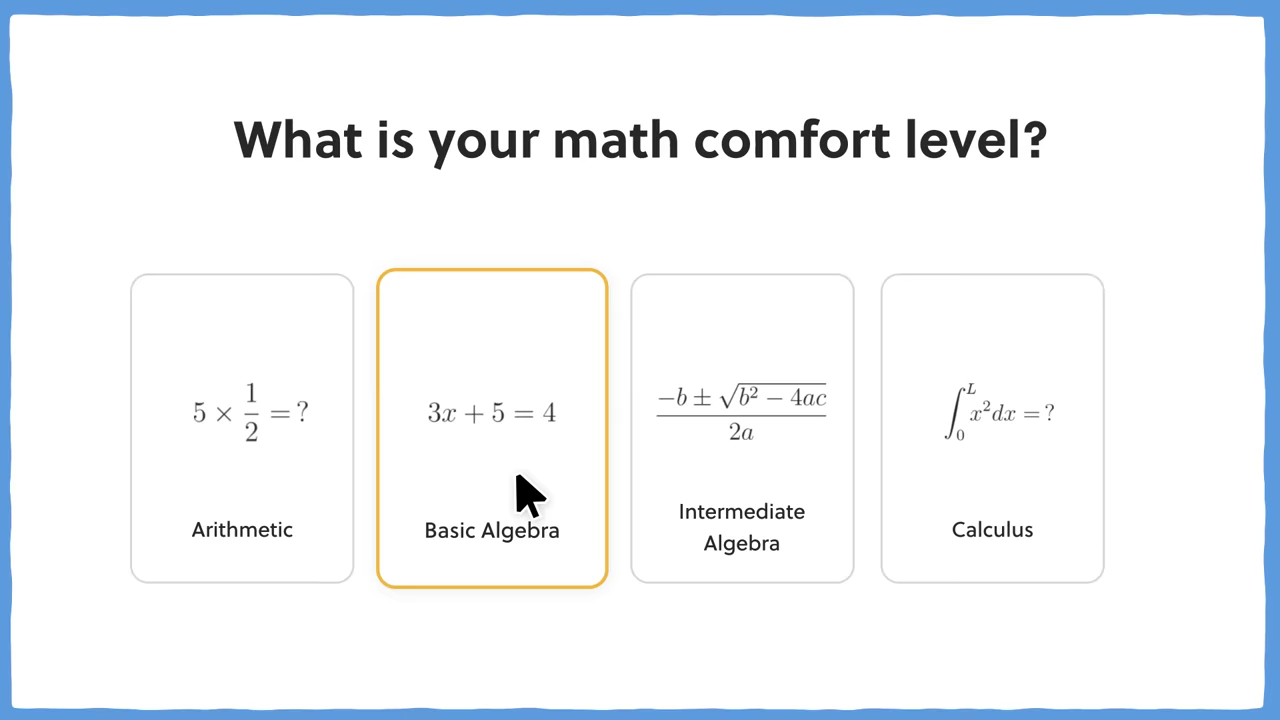 What is your math comfort level?
5 × 1/2 = ?
Arithmetic
3x + 5 = 4
Basic Algebra
−b ± √(b² − 4ac)
2a
Intermediate
Algebra
∫₀ᴸ x²dx = ?
Calculus